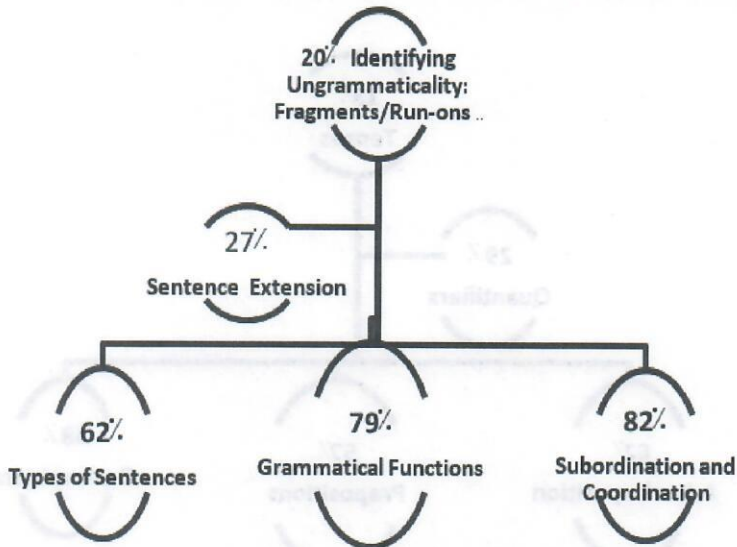 20٪ Identifying
Ungrammaticality:
Fragments/Run-ons ..
27٪
Sentence Extension
62٪
Types of Sentences
79٪
Grammatical Functions
82٪
Subordination and
Coordination